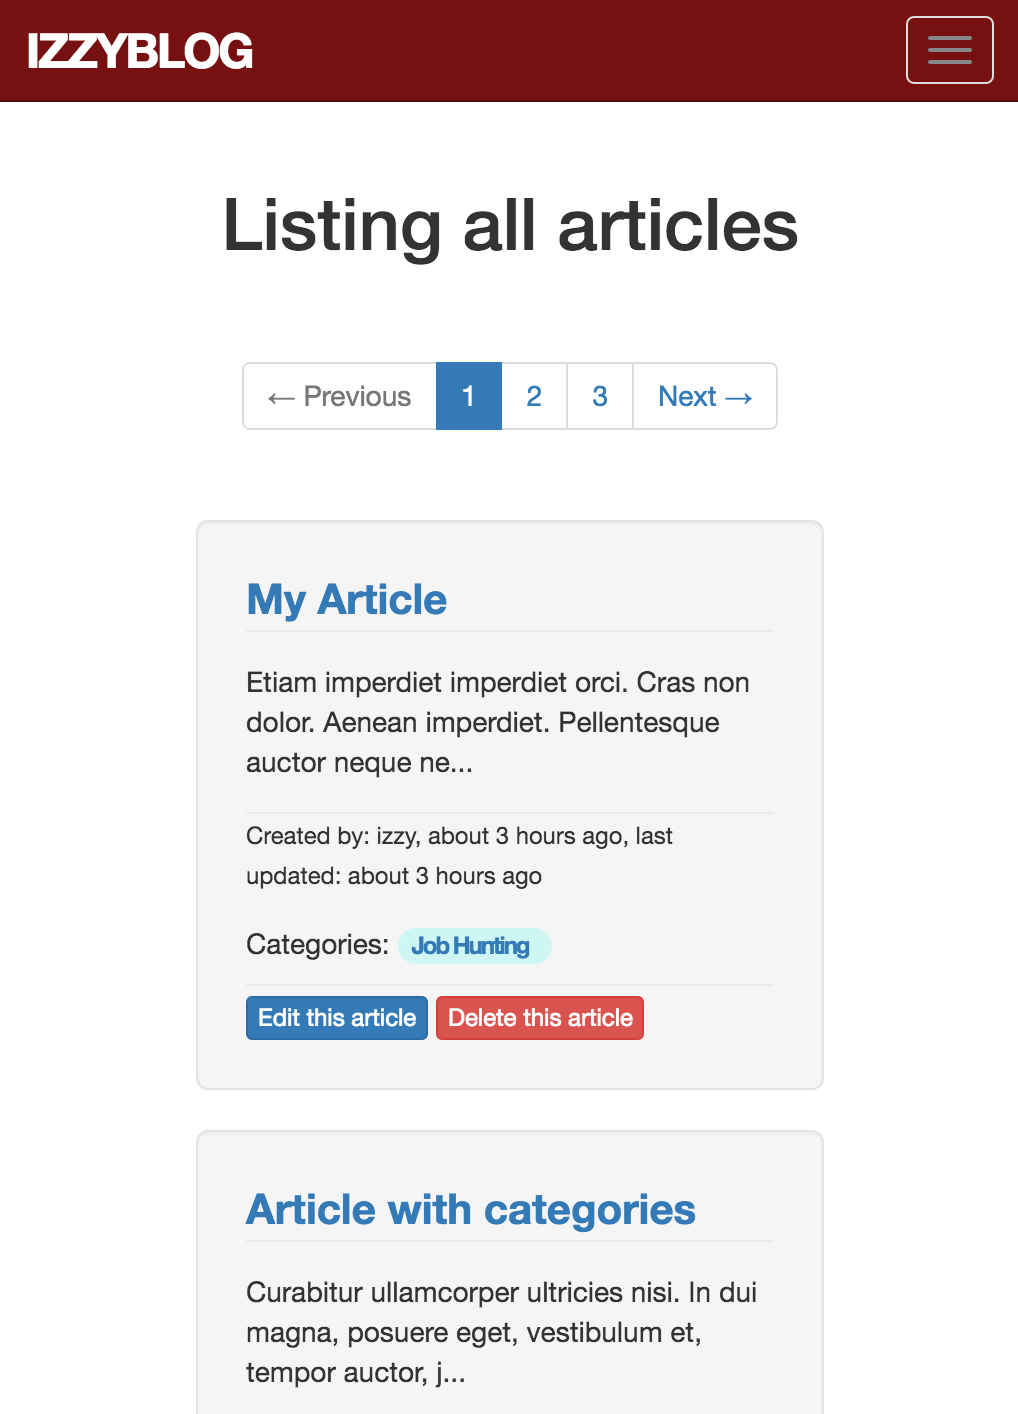 IZZYBLOG
Listing all articles
← Previous 1 2 3 Next →
My Article
Etiam imperdiet imperdiet orci. Cras non
dolor. Aenean imperdiet. Pellentesque
auctor neque ne...
Created by: izzy, about 3 hours ago, last
updated: about 3 hours ago
Categories: Job Hunting
Edit this article Delete this article
Article with categories
Curabitur ullamcorper ultricies nisi. In dui
magna, posuere eget, vestibulum et,
tempor auctor, j...